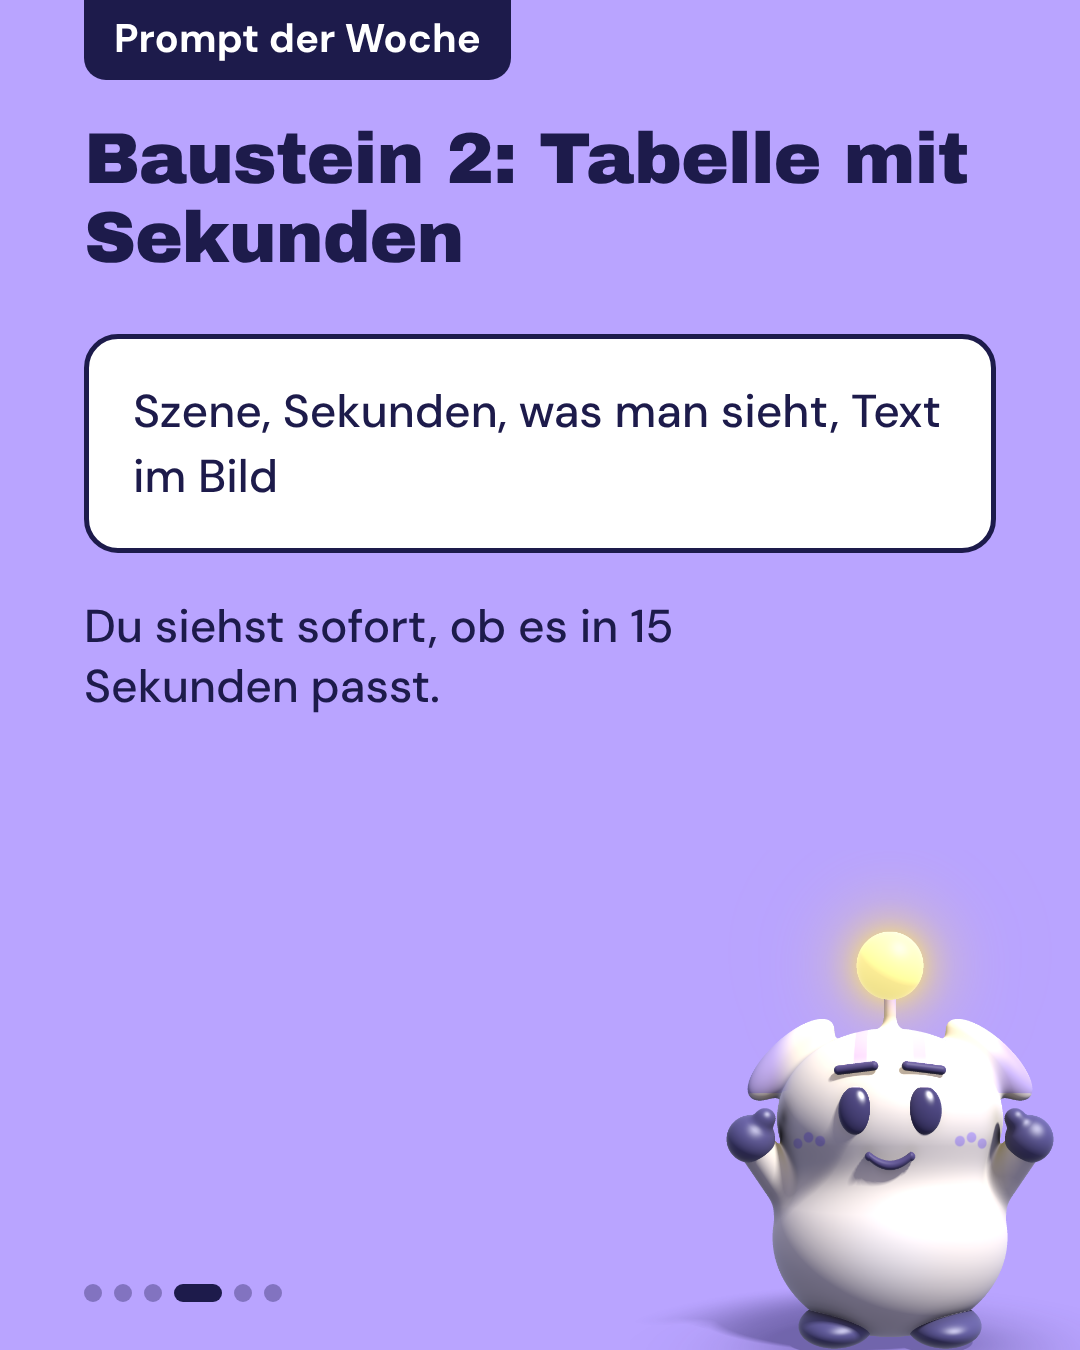 Prompt der Woche
Baustein 2: Tabelle mit
Sekunden
Szene, Sekunden, was man sieht, Text
im Bild
Du siehst sofort, ob es in 15
Sekunden passt.